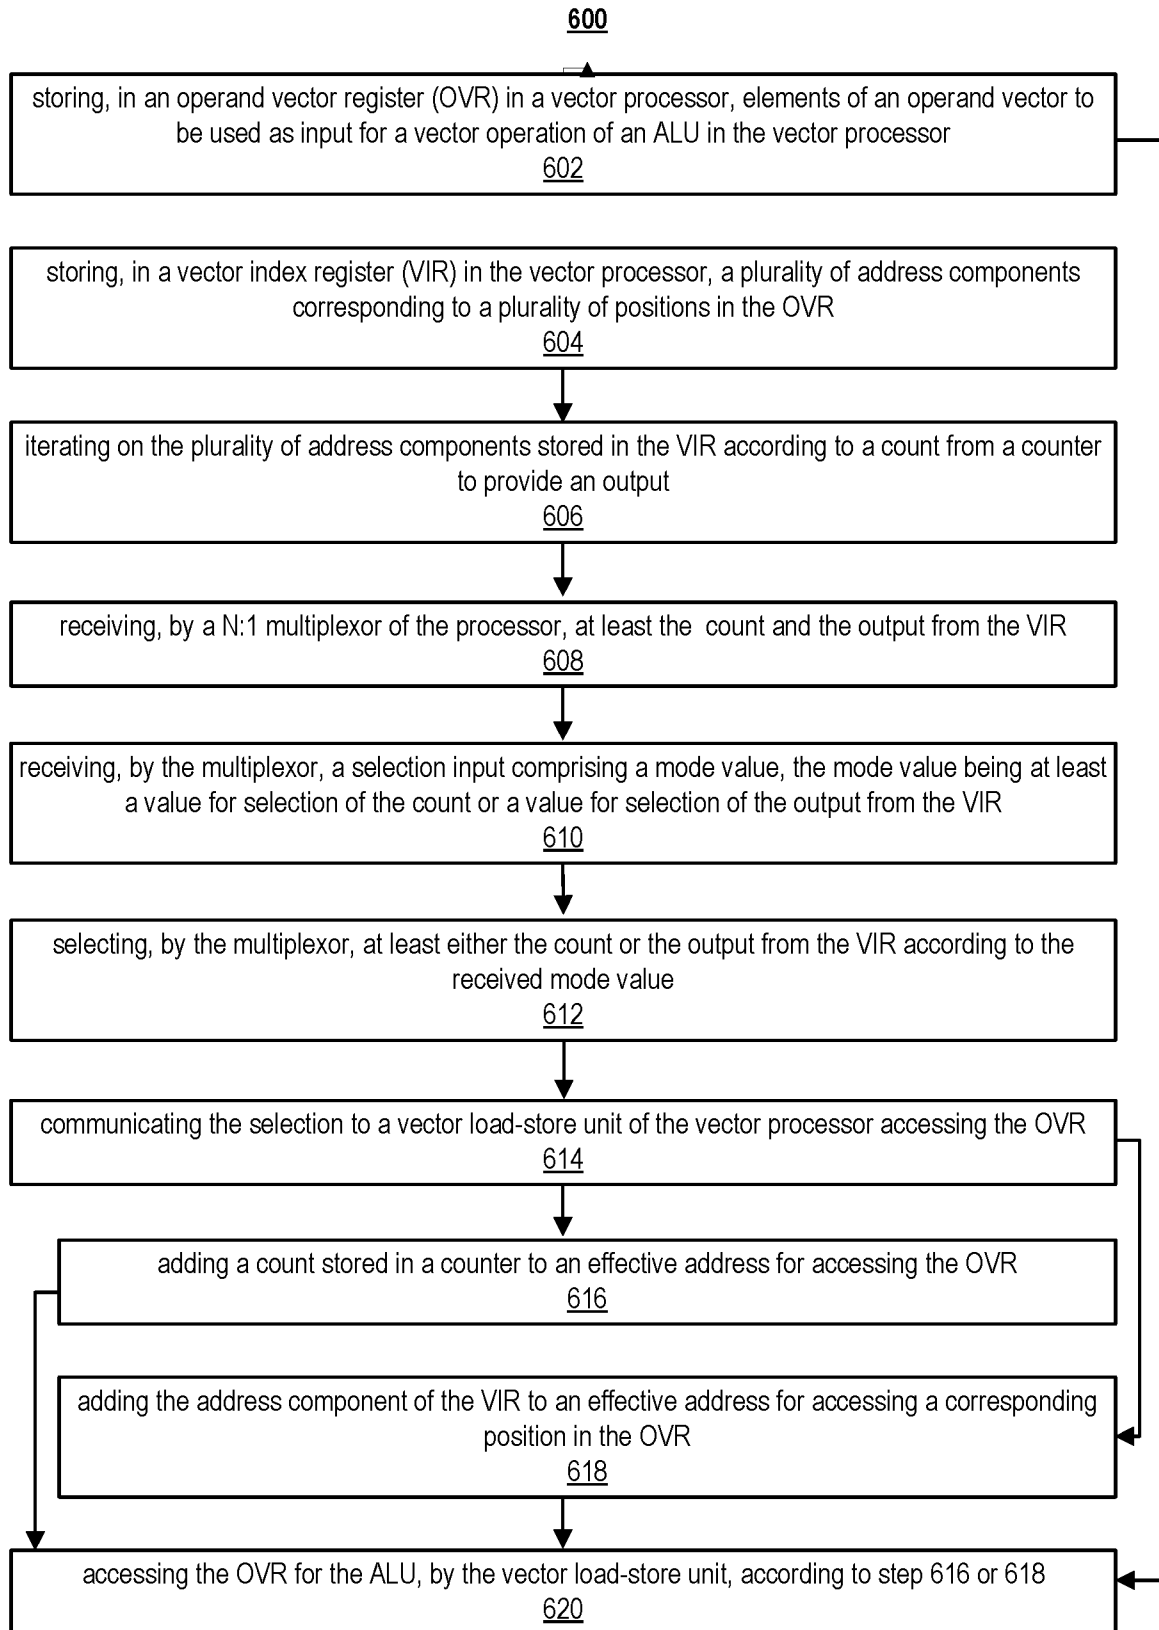 600
storing, in an operand vector register (OVR) in a vector processor, elements of an operand vector to
be used as input for a vector operation of an ALU in the vector processor
602
storing, in a vector index register (VIR) in the vector processor, a plurality of address components
corresponding to a plurality of positions in the OVR
604
iterating on the plurality of address components stored in the VIR according to a count from a counter
to provide an output
606
receiving, by a N:1 multiplexor of the processor, at least the count and the output from the VIR
608
receiving, by the multiplexor, a selection input comprising a mode value, the mode value being at least
a value for selection of the count or a value for selection of the output from the VIR
610
selecting, by the multiplexor, at least either the count or the output from the VIR according to the
received mode value
612
communicating the selection to a vector load-store unit of the vector processor accessing the OVR
614
adding a count stored in a counter to an effective address for accessing the OVR
616
adding the address component of the VIR to an effective address for accessing a corresponding
position in the OVR
618
accessing the OVR for the ALU, by the vector load-store unit, according to step 616 or 618
620